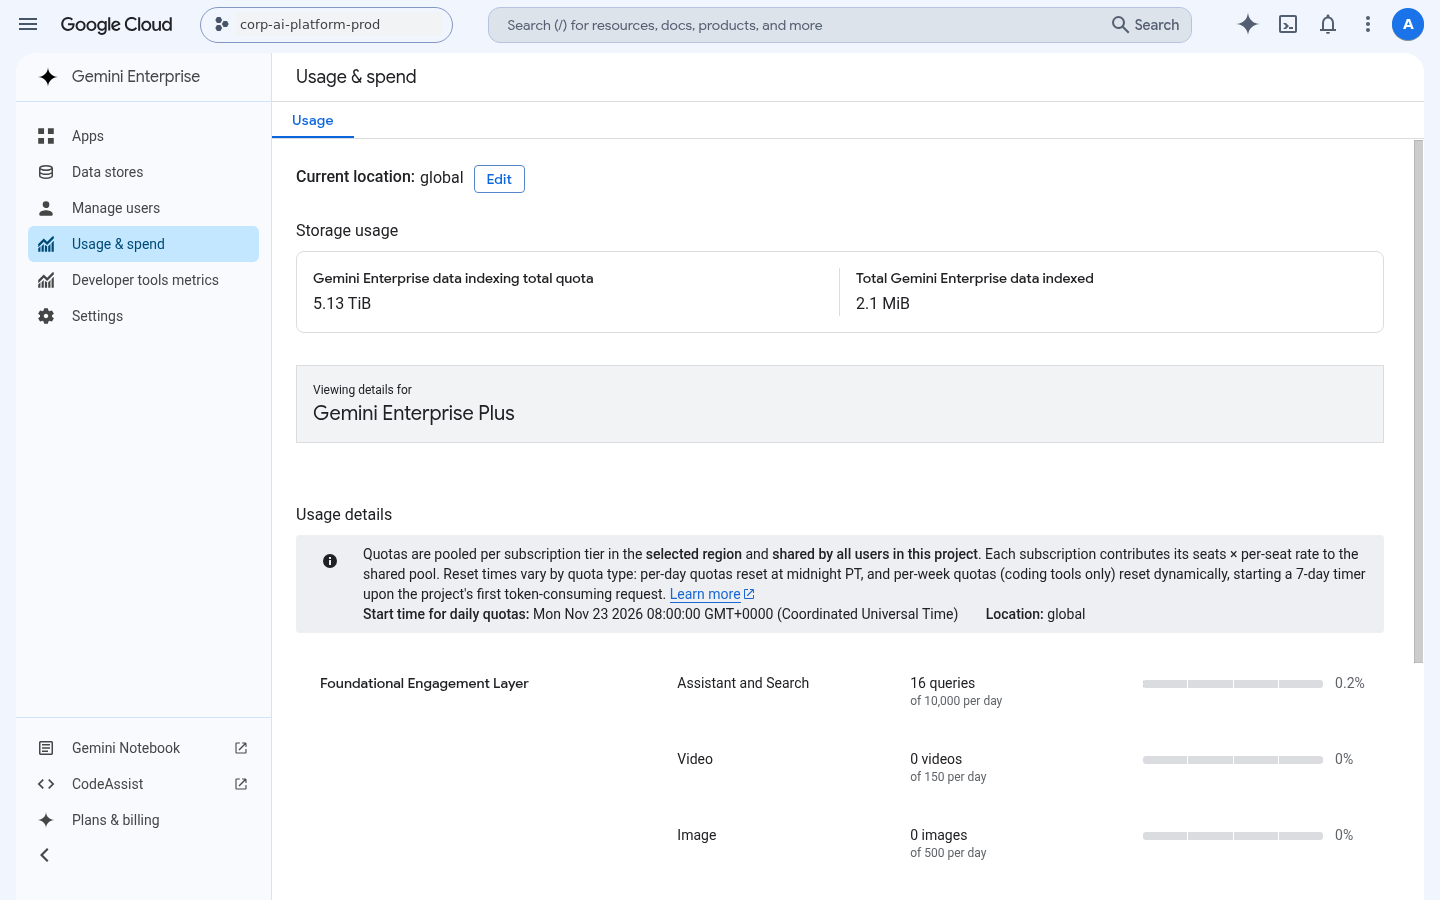 Google Cloud
corp-ai-platform-prod
Search (/) for resources, docs, products, and more
Search
A
Gemini Enterprise
Apps
Data stores
Manage users
Usage & spend
Developer tools metrics
Settings
Gemini Notebook
CodeAssist
Plans & billing
Usage & spend
Usage
Current location: global
Edit
Storage usage
Gemini Enterprise data indexing total quota
5.13 TiB
Total Gemini Enterprise data indexed
2.1 MiB
Viewing details for
Gemini Enterprise Plus
Usage details
Quotas are pooled per subscription tier in the selected region and shared by all users in this project. Each subscription contributes its seats × per-seat rate to the
shared pool. Reset times vary by quota type: per-day quotas reset at midnight PT, and per-week quotas (coding tools only) reset dynamically, starting a 7-day timer
upon the project's first token-consuming request. Learn more
Start time for daily quotas: Mon Nov 23 2026 08:00:00 GMT+0000 (Coordinated Universal Time) Location: global
Foundational Engagement Layer
Assistant and Search
16 queries
of 10,000 per day
0.2%
Video
0 videos
of 150 per day
0%
Image
0 images
of 500 per day
0%